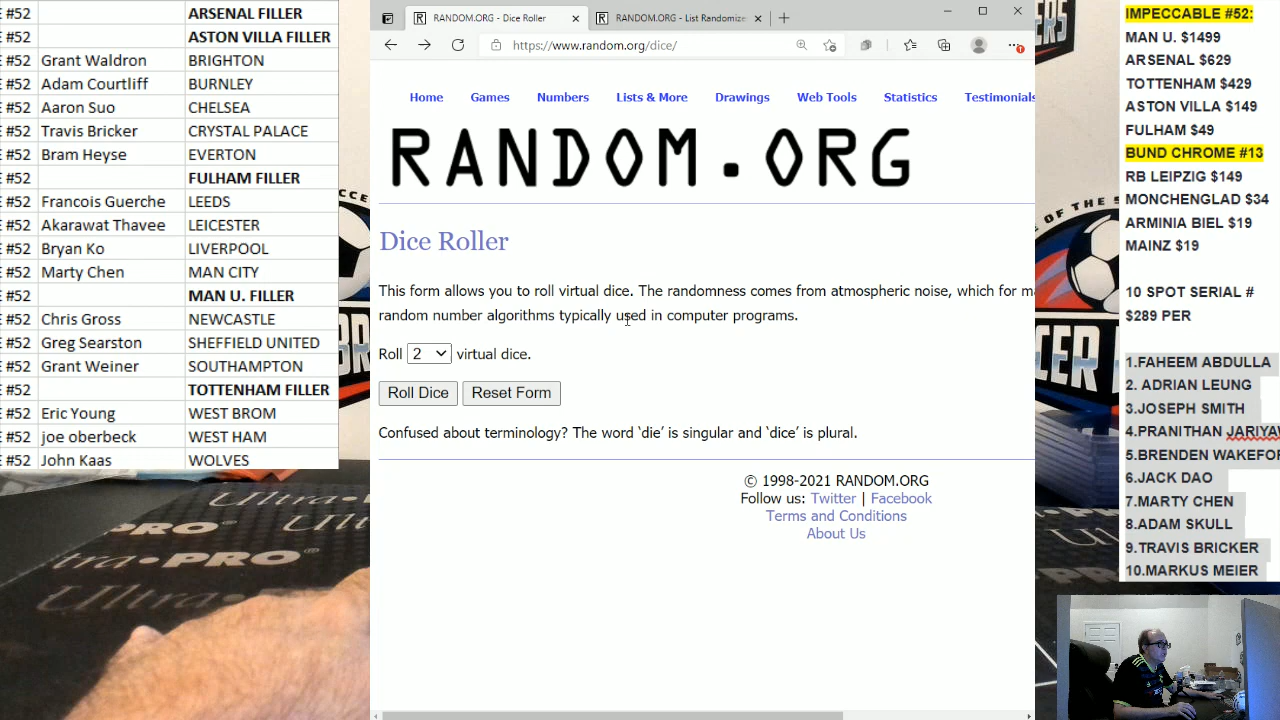 E #52 ARSENAL FILLER
E #52 ASTON VILLA FILLER
E #52 Grant Waldron BRIGHTON
E #52 Adam Courtliff BURNLEY
E #52 Aaron Suo CHELSEA
E #52 Travis Bricker CRYSTAL PALACE
E #52 Bram Heyse EVERTON
E #52 FULHAM FILLER
E #52 Francois Guerche LEEDS
E #52 Akarawat Thavee LEICESTER
E #52 Bryan Ko LIVERPOOL
E #52 Marty Chen MAN CITY
E #52 MAN U. FILLER
E #52 Chris Gross NEWCASTLE
E #52 Greg Searston SHEFFIELD UNITED
E #52 Grant Weiner SOUTHAMPTON
E #52 TOTTENHAM FILLER
E #52 Eric Young WEST BROM
E #52 joe oberbeck WEST HAM
E #52 John Kaas WOLVES
Ultra•PRO
Ultra
Ultra•PRO
Ultra
RANDOM.ORG - Dice Roller
RANDOM.ORG - List Randomize
https://www.random.org/dice/
Home Games Numbers Lists & More Drawings Web Tools Statistics Testimonials
RANDOM.ORG
Dice Roller
This form allows you to roll virtual dice. The randomness comes from atmospheric noise, which for m
random number algorithms typically used in computer programs.
Roll 2 virtual dice.
Roll Dice Reset Form
Confused about terminology? The word ‘die’ is singular and ‘dice’ is plural.
© 1998-2021 RANDOM.ORG
Follow us: Twitter | Facebook
Terms and Conditions
About Us
IMPECCABLE #52:
MAN U. $1499
ARSENAL $629
TOTTENHAM $429
ASTON VILLA $149
FULHAM $49
BUND CHROME #13
RB LEIPZIG $149
MONCHENGLAD $34
ARMINIA BIEL $19
MAINZ $19
10 SPOT SERIAL #
$289 PER
1.FAHEEM ABDULLA
2. ADRIAN LEUNG
3.JOSEPH SMITH
4.PRANITHAN JARIYAW
5.BRENDEN WAKEFOR
6.JACK DAO
7.MARTY CHEN
8.ADAM SKULL
9.TRAVIS BRICKER
10.MARKUS MEIER